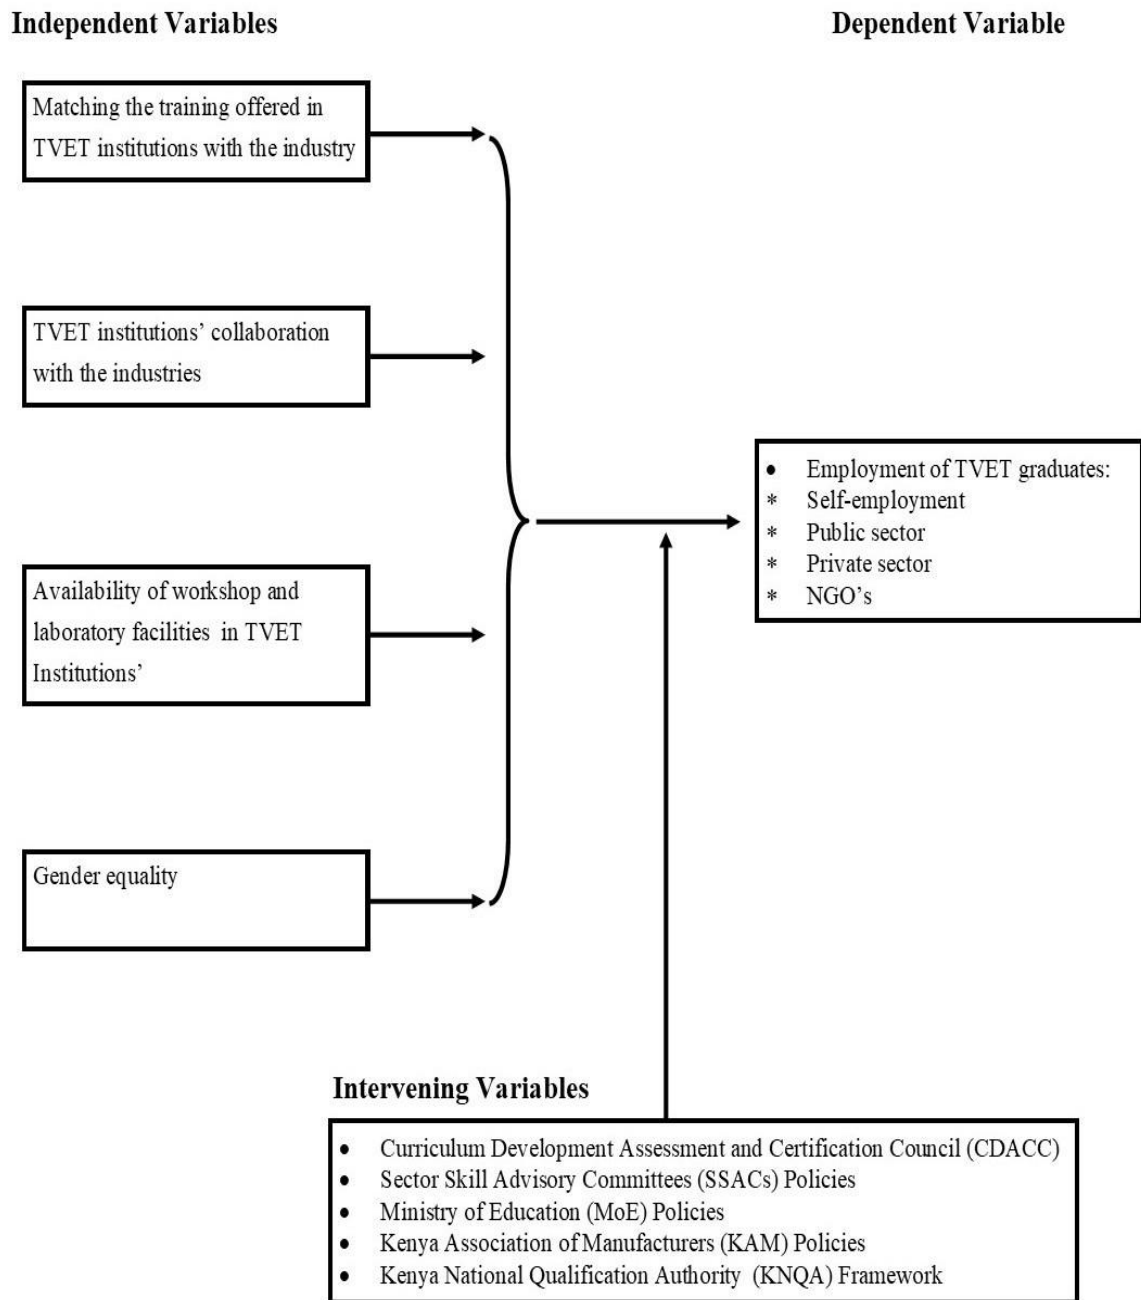 Independent Variables
Dependent Variable
Matching the training offered in
TVET institutions with the industry
TVET institutions’ collaboration
with the industries
Availability of workshop and
laboratory facilities in TVET
Institutions’
Gender equality
• Employment of TVET graduates:
* Self-employment
* Public sector
* Private sector
* NGO’s
Intervening Variables
• Curriculum Development Assessment and Certification Council (CDACC)
• Sector Skill Advisory Committees (SSACs) Policies
• Ministry of Education (MoE) Policies
• Kenya Association of Manufacturers (KAM) Policies
• Kenya National Qualification Authority (KNQA) Framework